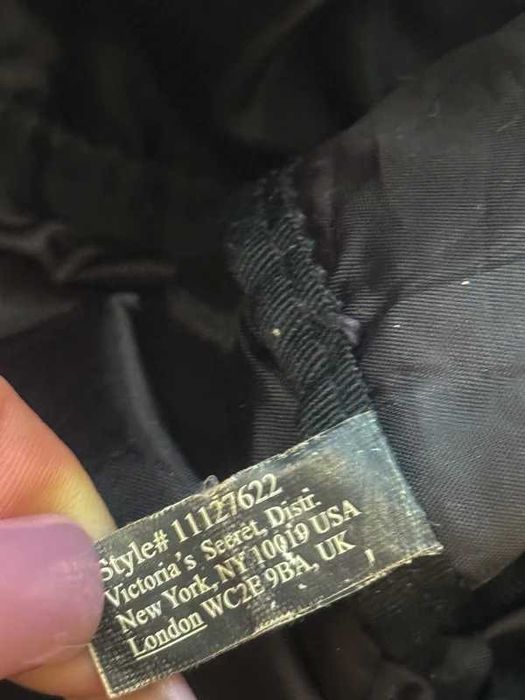 Style# 11127622
Victoria's Secret, Distr.
New York, NY 10019 USA
London WC2E 9BA, UK